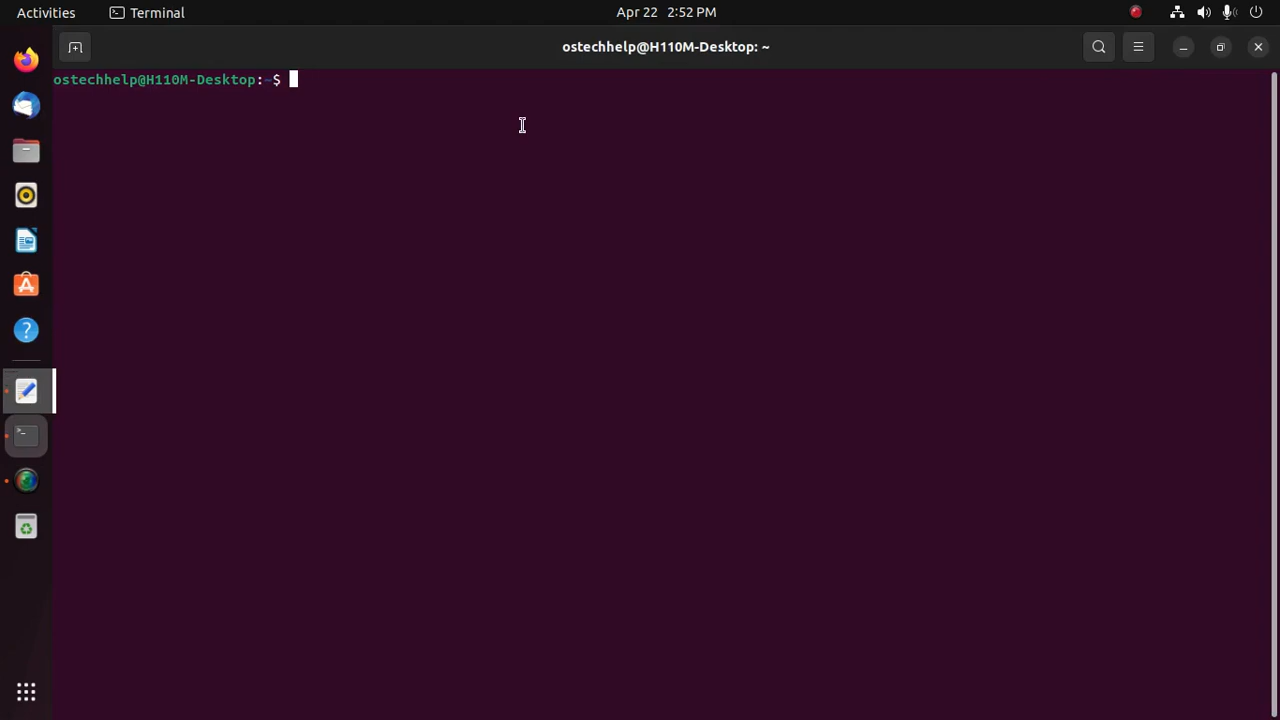 Activities Terminal Apr 22 2:52 PM
ostechhelp@H110M-Desktop: ~
ostechhelp@H110M-Desktop:~$